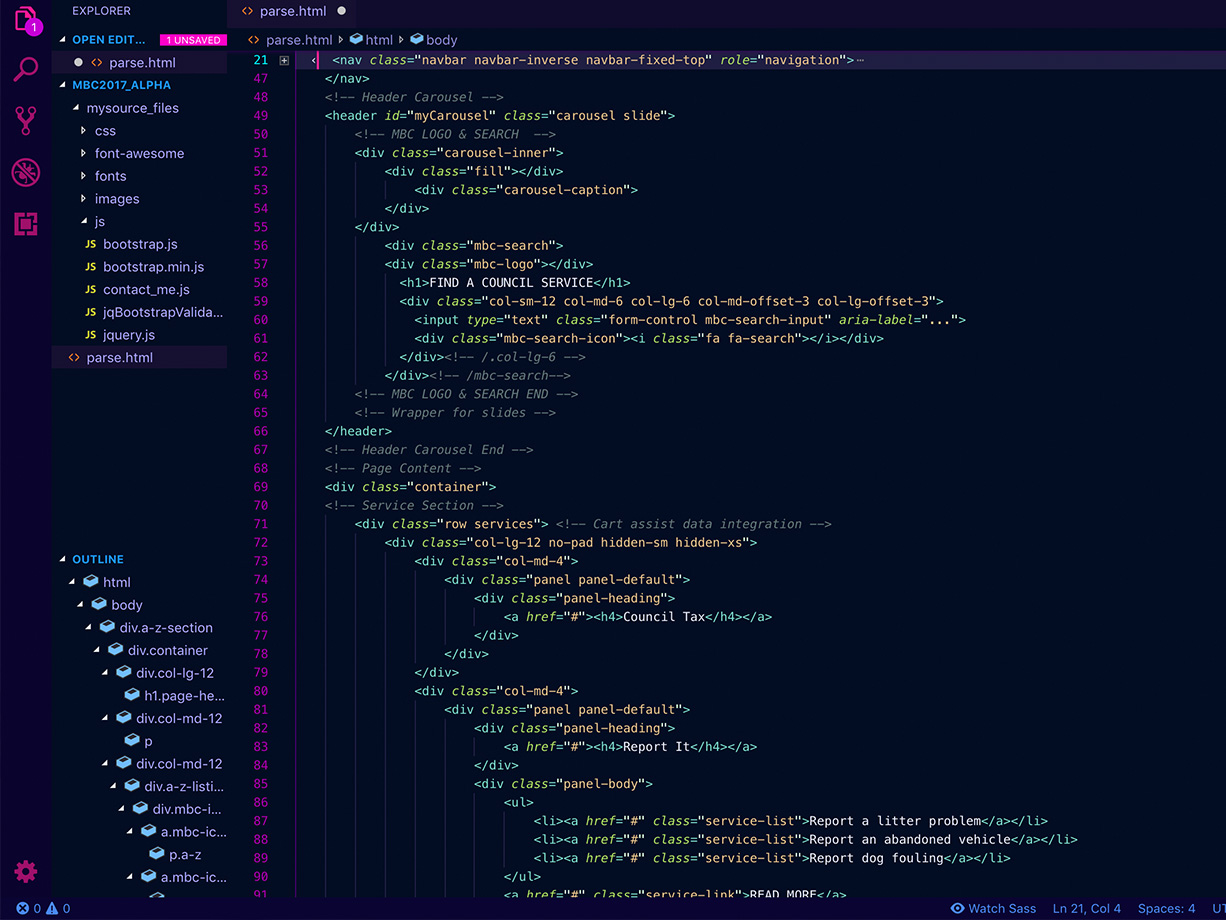 EXPLORER
1
OPEN EDIT... 1 UNSAVED
<> parse.html
MBC2017_ALPHA
mysource_files
css
font-awesome
fonts
images
js
JS bootstrap.js
JS bootstrap.min.js
JS contact_me.js
JS jqBootstrapValida...
JS jquery.js
<> parse.html
OUTLINE
html
body
div.a-z-section
div.container
div.col-lg-12
h1.page-he...
div.col-md-12
p
div.col-md-12
div.a-z-listi...
div.mbc-i...
a.mbc-ic...
p.a-z
a.mbc-ic...
<> parse.html
<> parse.html html body
21 < <nav class="navbar navbar-inverse navbar-fixed-top" role="navigation">…
47 </nav>
48 <!-- Header Carousel -->
49 <header id="myCarousel" class="carousel slide">
50 <!-- MBC LOGO & SEARCH  -->
51 <div class="carousel-inner">
52 <div class="fill"></div>
53 <div class="carousel-caption">
54 </div>
55 </div>
56 <div class="mbc-search">
57 <div class="mbc-logo"></div>
58 <h1>FIND A COUNCIL SERVICE</h1>
59 <div class="col-sm-12 col-md-6 col-lg-6 col-md-offset-3 col-lg-offset-3">
60 <input type="text" class="form-control mbc-search-input" aria-label="...">
61 <div class="mbc-search-icon"><i class="fa fa-search"></i></div>
62 </div><!-- /.col-lg-6 -->
63 </div><!-- /mbc-search-->
64 <!-- MBC LOGO & SEARCH END -->
65 <!-- Wrapper for slides -->
66 </header>
67 <!-- Header Carousel End -->
68 <!-- Page Content -->
69 <div class="container">
70 <!-- Service Section -->
71 <div class="row services"> <!-- Cart assist data integration -->
72 <div class="col-lg-12 no-pad hidden-sm hidden-xs">
73 <div class="col-md-4">
74 <div class="panel panel-default">
75 <div class="panel-heading">
76 <a href="#"><h4>Council Tax</h4></a>
77 </div>
78 </div>
79 </div>
80 <div class="col-md-4">
81 <div class="panel panel-default">
82 <div class="panel-heading">
83 <a href="#"><h4>Report It</h4></a>
84 </div>
85 <div class="panel-body">
86 <ul>
87 <li><a href="#" class="service-list">Report a litter problem</a></li>
88 <li><a href="#" class="service-list">Report an abandoned vehicle</a></li>
89 <li><a href="#" class="service-list">Report dog fouling</a></li>
90 </ul>
91 <a href="#" class="service-link">READ MORE</a>
0 0 Watch Sass Ln 21, Col 4 Spaces: 4 UT